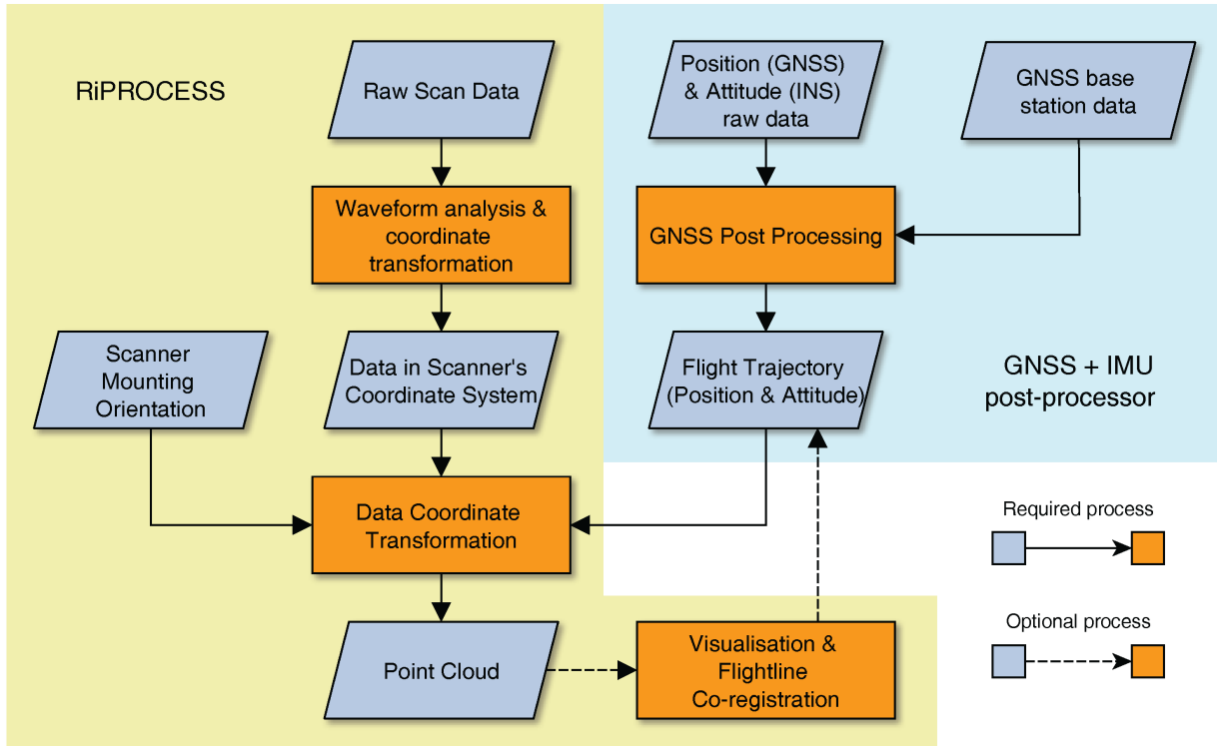 RiPROCESS
Raw Scan Data
Position (GNSS)
& Attitude (INS)
raw data
GNSS base
station data
Waveform analysis &
coordinate
transformation
GNSS Post Processing
Scanner
Mounting
Orientation
Data in Scanner's
Coordinate System
Flight Trajectory
(Position & Attitude)
GNSS + IMU
post-processor
Data Coordinate
Transformation
Required process
Point Cloud
Visualisation &
Flightline
Co-registration
Optional process